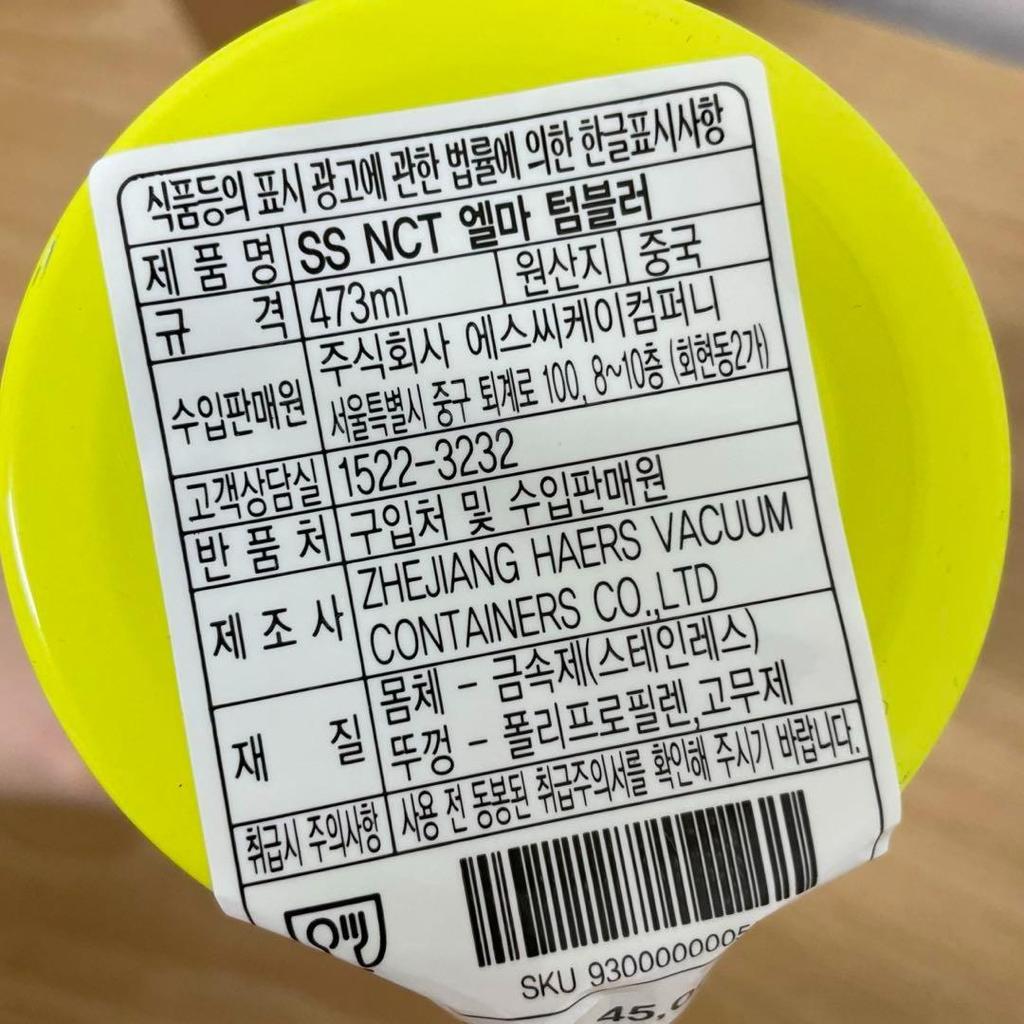 식품등의 표시 광고에 관한 법률에 의한 한글표시사항
제 품 명 SS NCT 엘마 텀블러
규 격 473ml 원산지 중국
수입판매원 주식회사 에스씨케이컴퍼니
서울특별시 중구 퇴계로 100, 8~10층 (회현동2가)
고객상담실 1522-3232
반 품 처 구입처 및 수입판매원
제 조 사 ZHEJIANG HAERS VACUUM
CONTAINERS CO.,LTD
재 질 몸체 - 금속제(스테인레스)
뚜껑 - 폴리프로필렌,고무제
취급시 주의사항 사용 전 동봉된 취급주의서를 확인해 주시기 바랍니다.
SKU